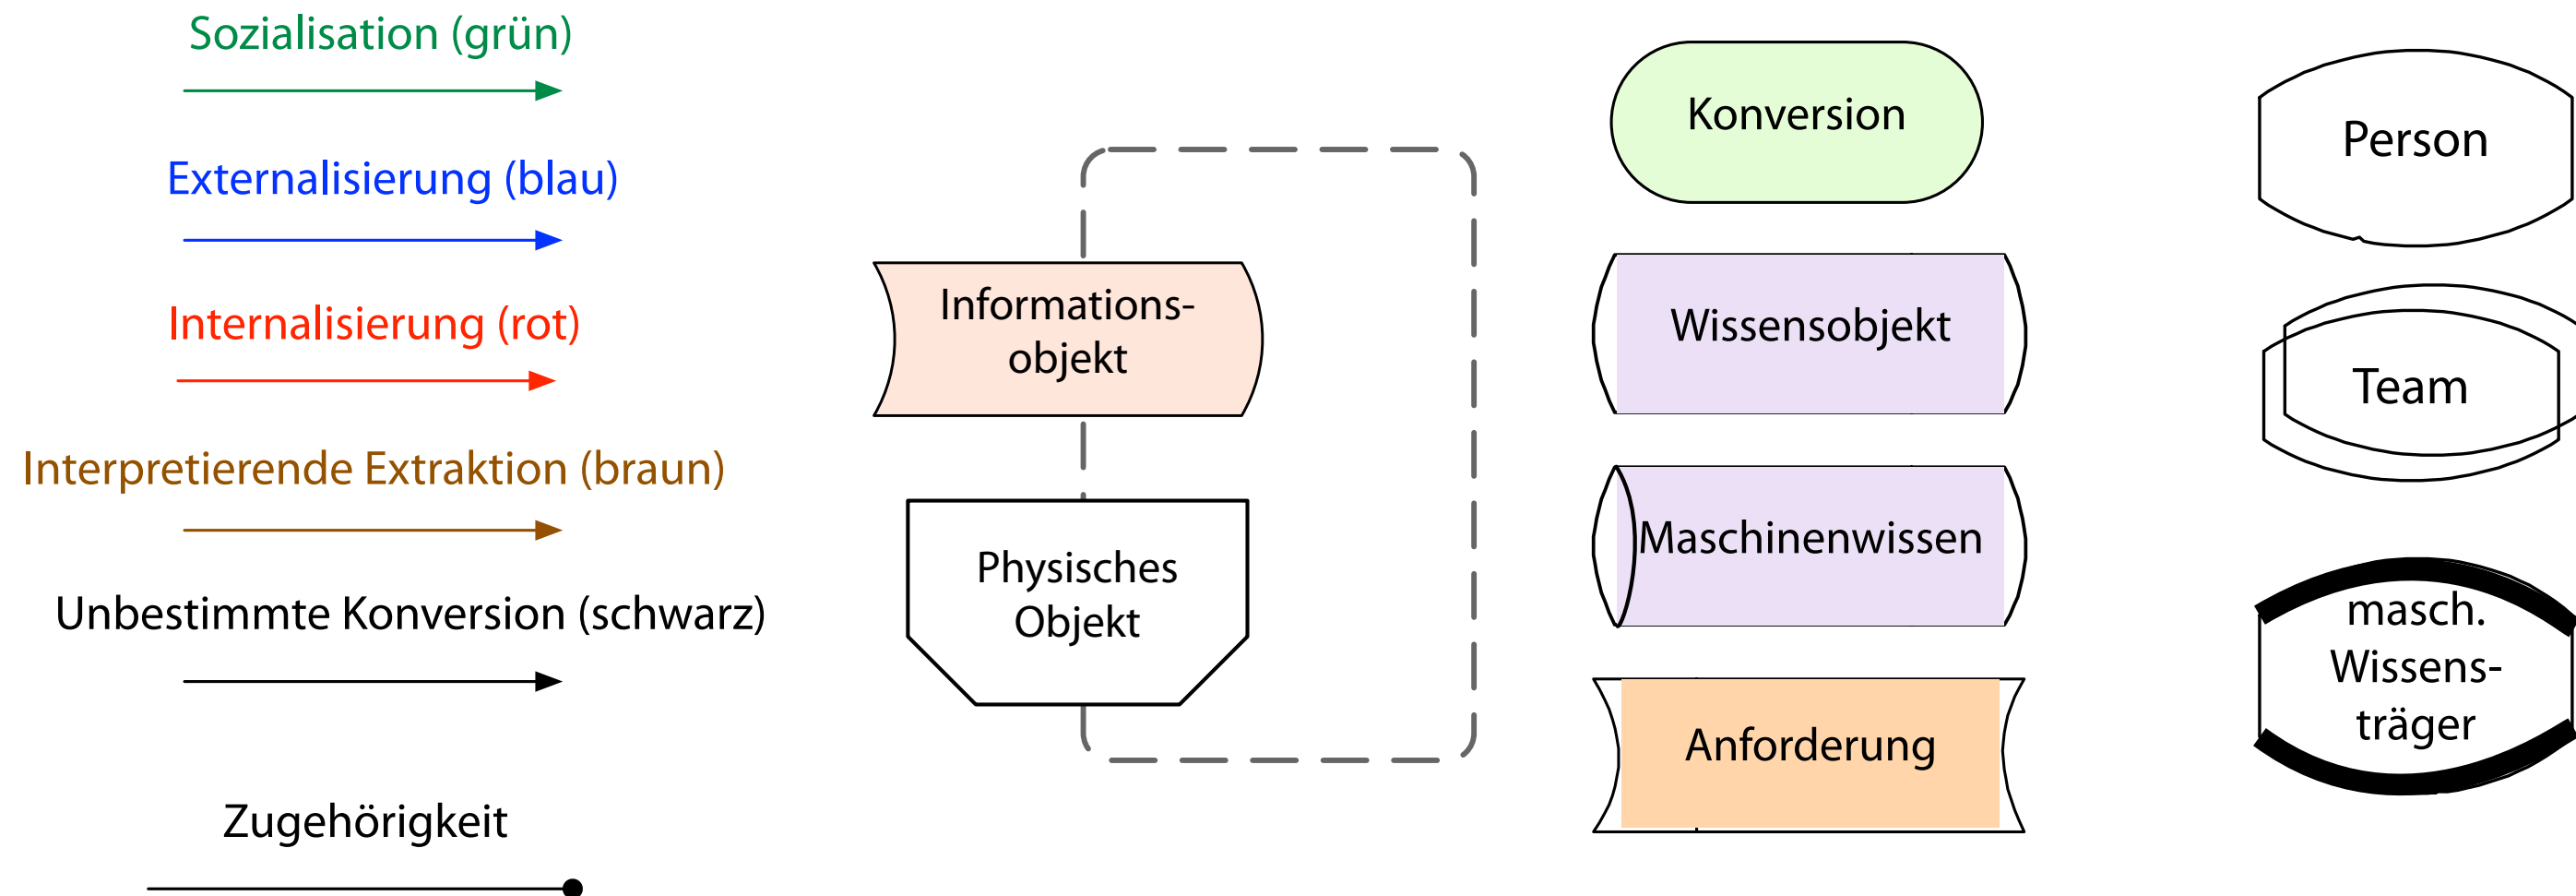 Sozialisation (grün)
Externalisierung (blau)
Internalisierung (rot)
Interpretierende Extraktion (braun)
Unbestimmte Konversion (schwarz)
Zugehörigkeit
Informations-
objekt
Physisches
Objekt
Konversion
Wissensobjekt
Maschinenwissen
Anforderung
Person
Team
masch.
Wissens-
träger